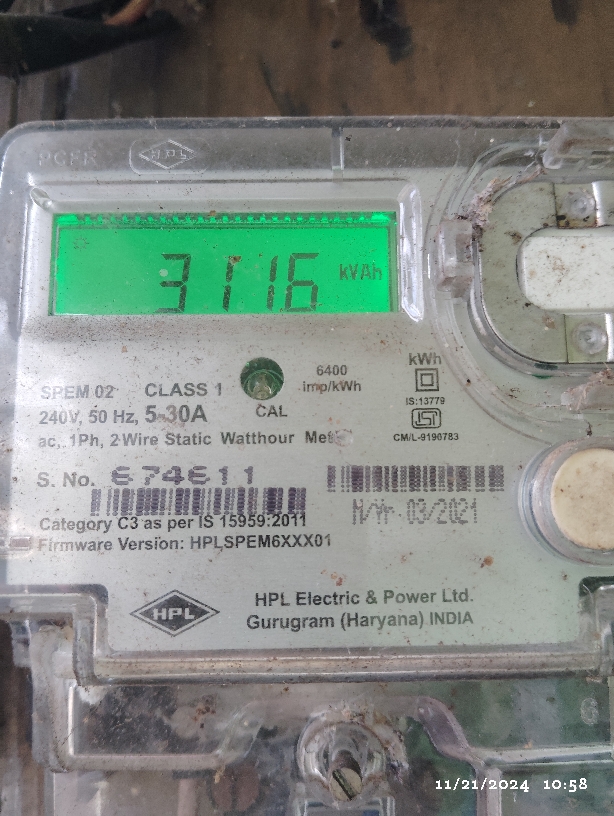 HPL
kVAh
6400
imp/kWh
kWh
SPEM 02 CLASS 1
CAL
IS:13779
240V, 50 Hz, 5-30A
CM/L-9190783
ac, 1Ph, 2-Wire Static Watthour
S. No. 674611
M/Yr 03/2021
Category C3 as per IS 15959:2011
Firmware Version: HPLSPEM6XXX01
HPL
HPL Electric & Power Ltd.
Gurugram (Haryana) INDIA
11/21/2024 10:58